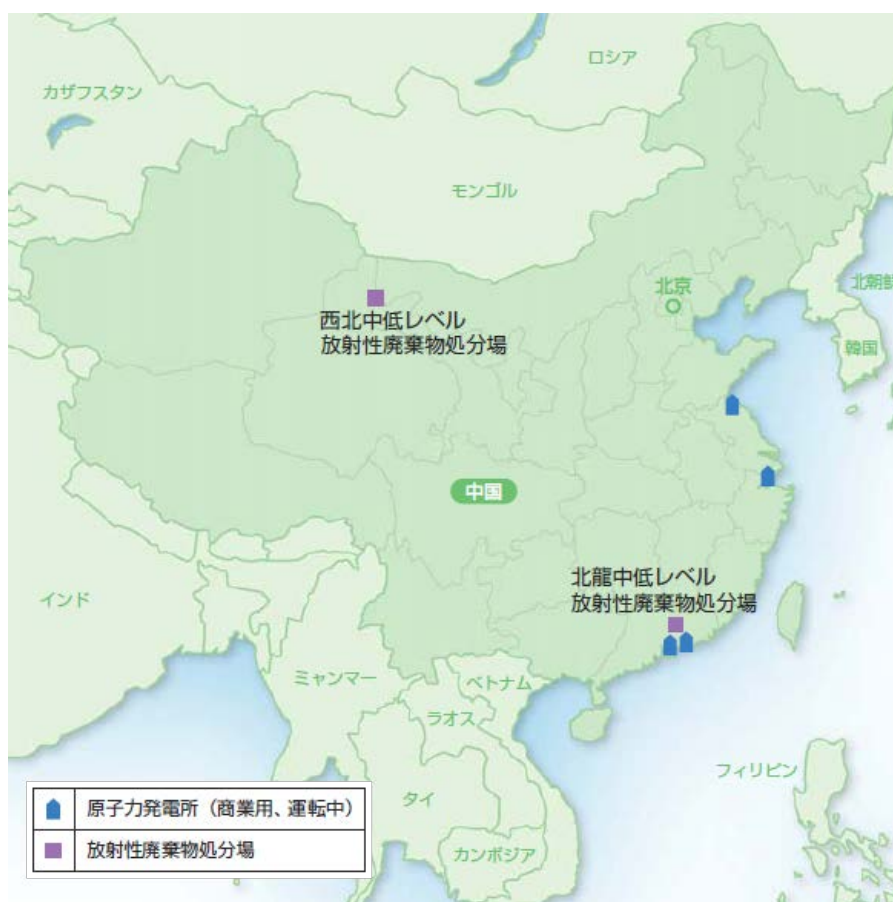 ロシア
カザフスタン
モンゴル
北京
北朝鮮
西北中低レベル
放射性廃棄物処分場
韓国
中国
北龍中低レベル
放射性廃棄物処分場
インド
ミャンマー
ベトナム
ラオス
フィリピン
タイ
カンボジア
原子力発電所（商業用、運転中）
放射性廃棄物処分場